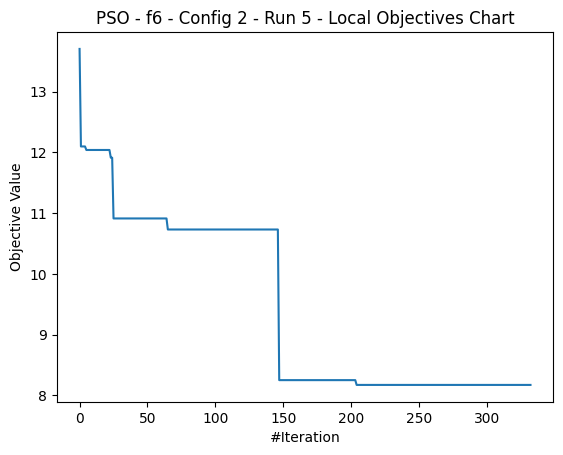 PSO - f6 - Config 2 - Run 5 - Local Objectives Chart
Objective Value
13
12
11
10
9
8
0 50 100 150 200 250 300
#Iteration